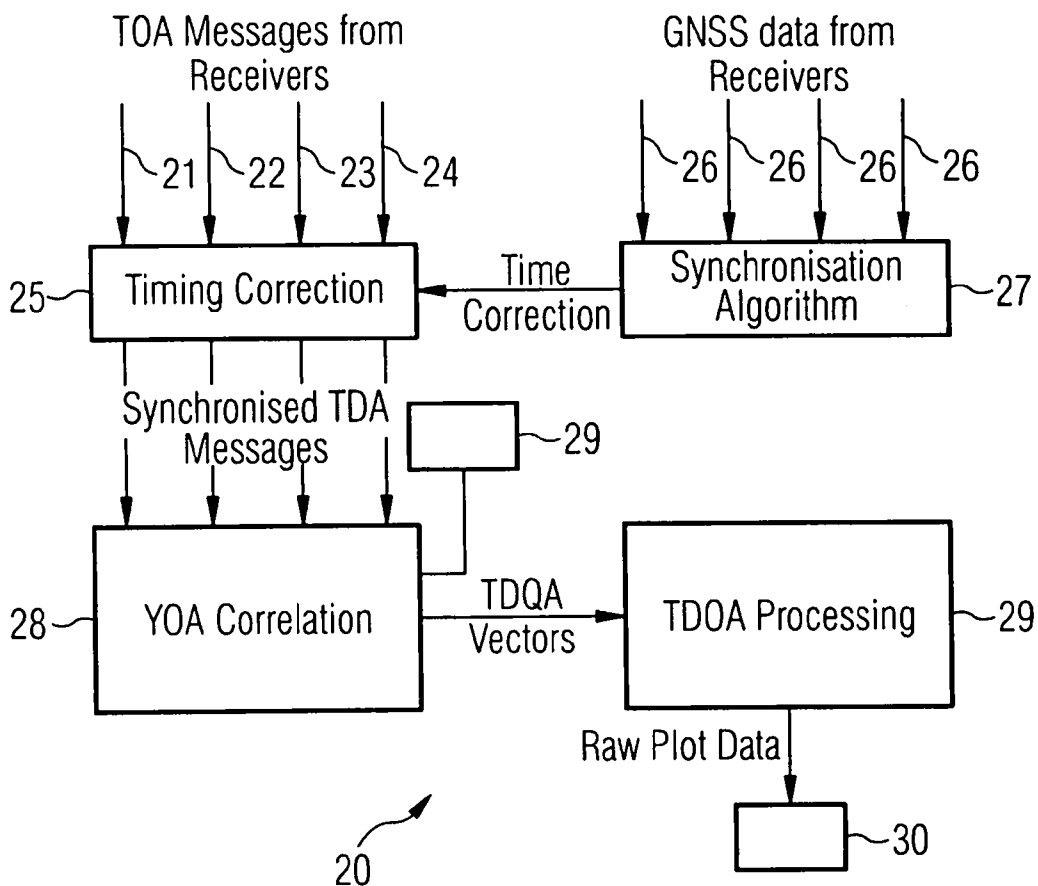 TOA Messages from
Receivers
GNSS data from
Receivers
21
22
23
24
26
26
26
26
25
Timing Correction
Time
Correction
Synchronisation
Algorithm
27
Synchronised TDA
Messages
29
28
YOA Correlation
TDQA
Vectors
TDOA Processing
29
Raw Plot Data
30
20